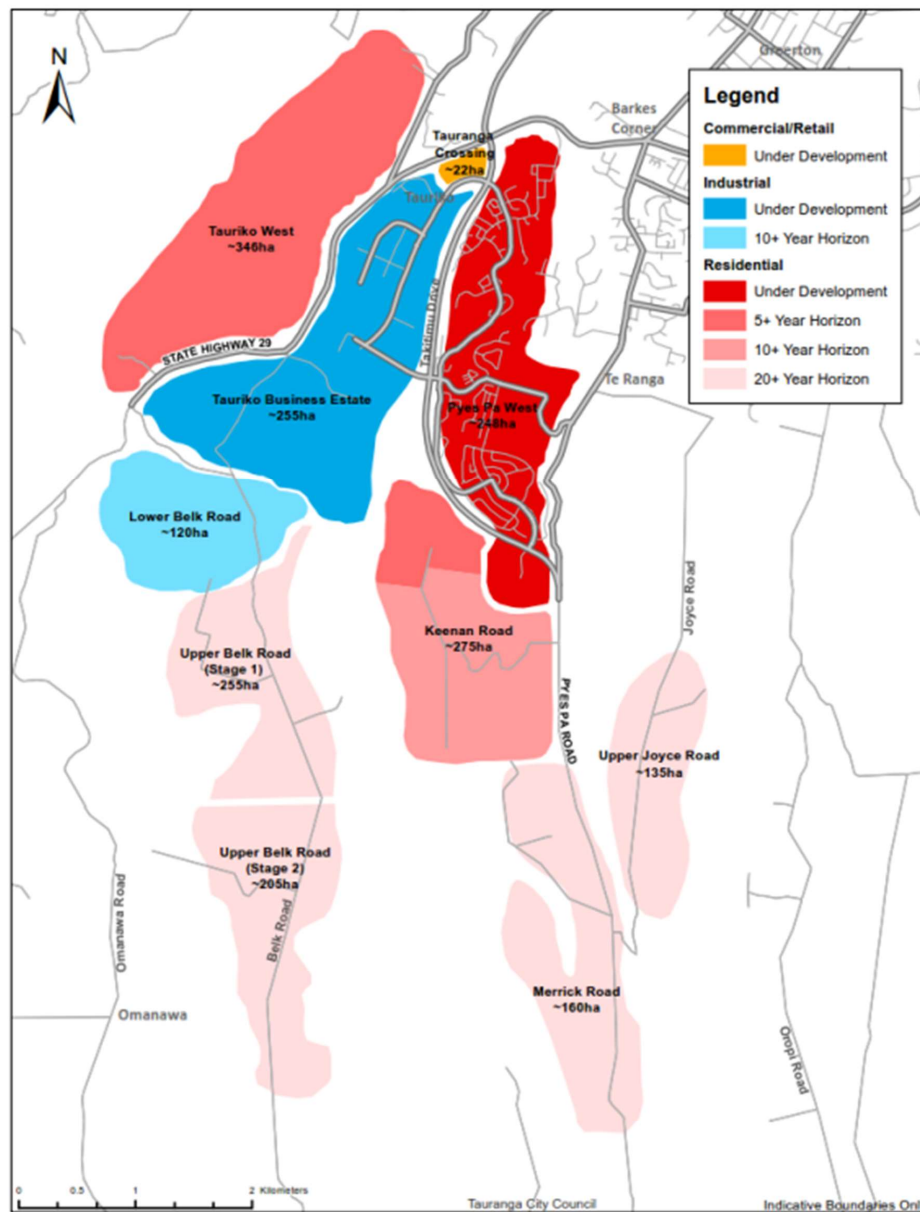 N
Greerton
Barkes
Corner
Legend
Commercial/Retail
Under Development
Industrial
Under Development
10+ Year Horizon
Residential
Under Development
5+ Year Horizon
10+ Year Horizon
20+ Year Horizon
Tauranga
Crossing
~22ha
Tauriko
Tauriko West
~346ha
Takitimu Drive
STATE HIGHWAY 29
Te Ranga
Tauriko Business Estate
~255ha
Pyes Pa West
~248ha
Lower Belk Road
~120ha
Joyce Road
Keenan Road
~275ha
Upper Belk Road
(Stage 1)
~255ha
PYES PA ROAD
Upper Joyce Road
~135ha
Upper Belk Road
(Stage 2)
~205ha
Omanawa Road
Belk Road
Merrick Road
~160ha
Omanawa
Oropi Road
0 0.5 1 2 Kilometers
Tauranga City Council
Indicative Boundaries Onl